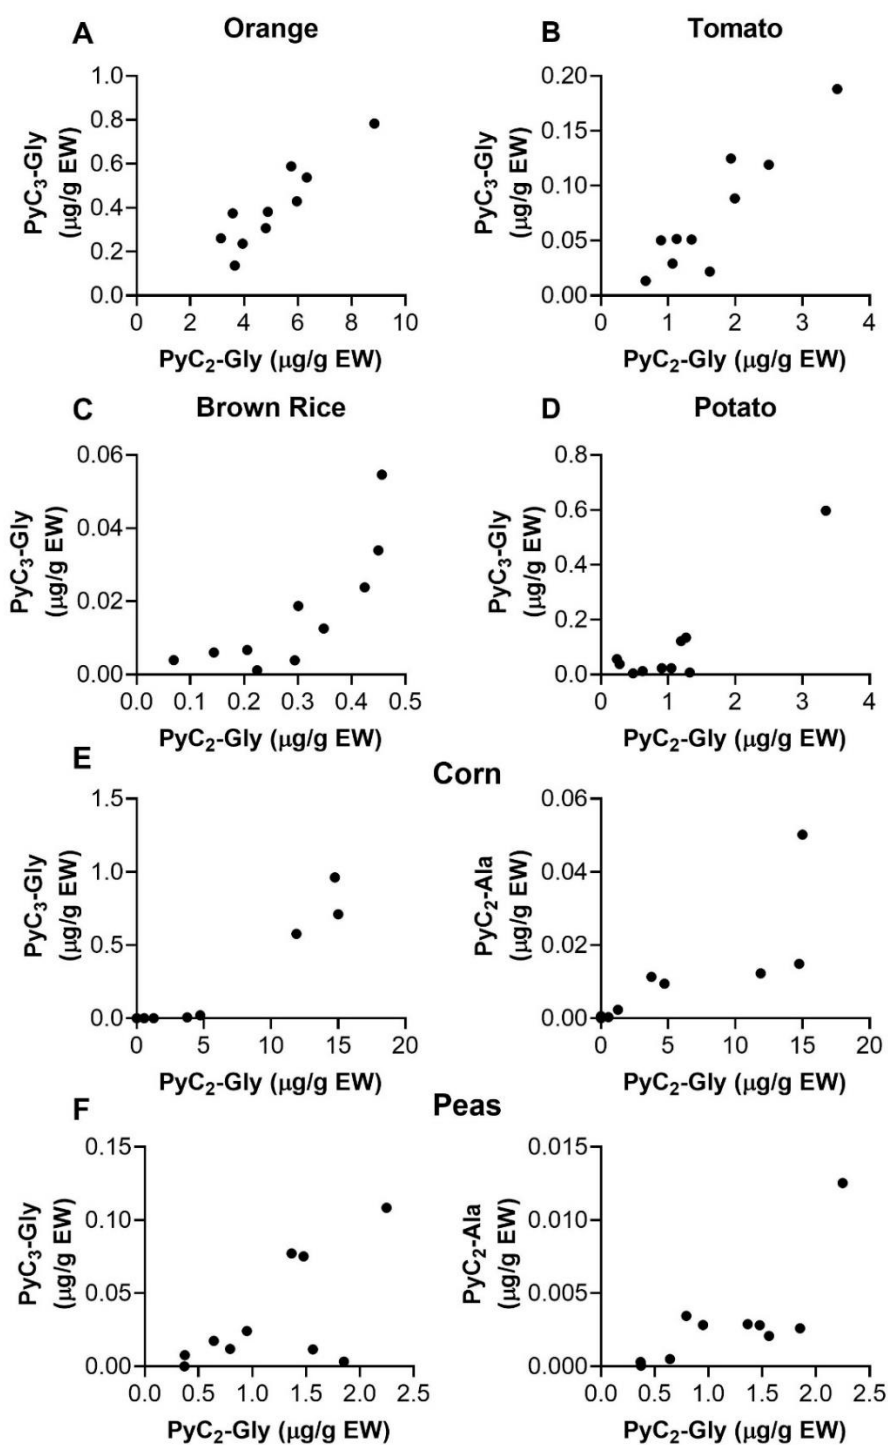 A Orange
PyC₃-Gly
(μg/g EW)
1.0
0.8
0.6
0.4
0.2
0.0
0 2 4 6 8 10
PyC₂-Gly (μg/g EW)
B Tomato
PyC₃-Gly
(μg/g EW)
0.20
0.15
0.10
0.05
0.00
0 1 2 3 4
PyC₂-Gly (μg/g EW)
C Brown Rice
PyC₃-Gly
(μg/g EW)
0.06
0.04
0.02
0.00
0.0 0.1 0.2 0.3 0.4 0.5
PyC₂-Gly (μg/g EW)
D Potato
PyC₃-Gly
(μg/g EW)
0.8
0.6
0.4
0.2
0.0
0 1 2 3 4
PyC₂-Gly (μg/g EW)
E Corn
PyC₃-Gly
(μg/g EW)
1.5
1.0
0.5
0.0
0 5 10 15 20
PyC₂-Gly (μg/g EW)
PyC₂-Ala
(μg/g EW)
0.06
0.04
0.02
0.00
0 5 10 15 20
PyC₂-Gly (μg/g EW)
F Peas
PyC₃-Gly
(μg/g EW)
0.15
0.10
0.05
0.00
0.0 0.5 1.0 1.5 2.0 2.5
PyC₂-Gly (μg/g EW)
PyC₂-Ala
(μg/g EW)
0.015
0.010
0.005
0.000
0.0 0.5 1.0 1.5 2.0 2.5
PyC₂-Gly (μg/g EW)